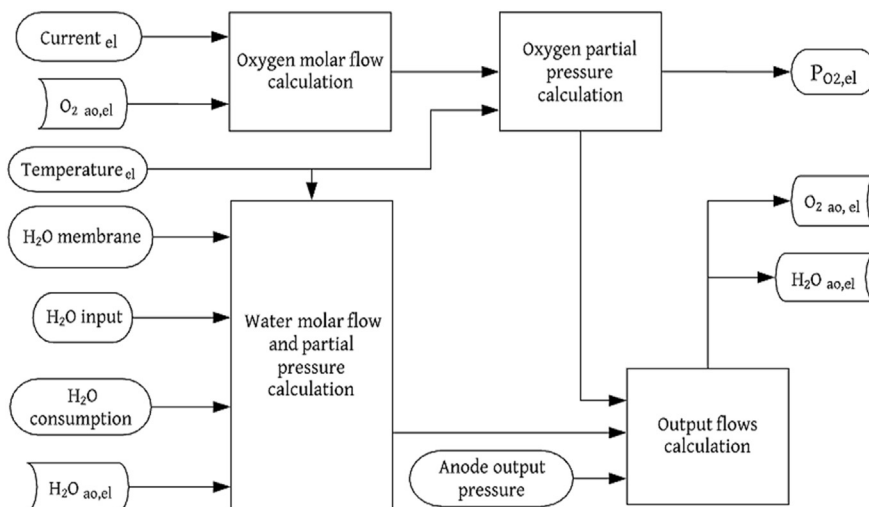 Current el
Oxygen molar flow
calculation
Oxygen partial
pressure
calculation
PO2,el
O2 ao,el
Temperature el
H2O membrane
H2O input
H2O
consumption
H2O ao,el
Water molar flow
and partial
pressure
calculation
O2 ao, el
H2O ao,el
Output flows
calculation
Anode output
pressure